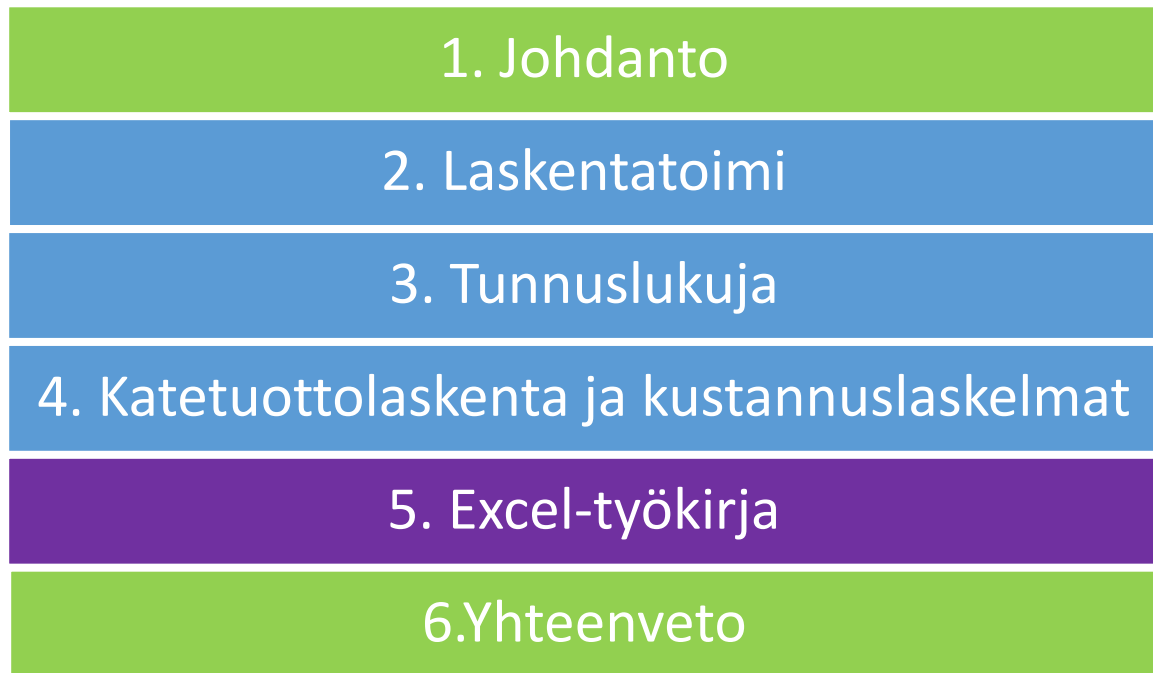 1. Johdanto
2. Laskentatoimi
3. Tunnuslukuja
4. Katetuottolaskenta ja kustannuslaskelmat
5. Excel-työkirja
6.Yhteenveto